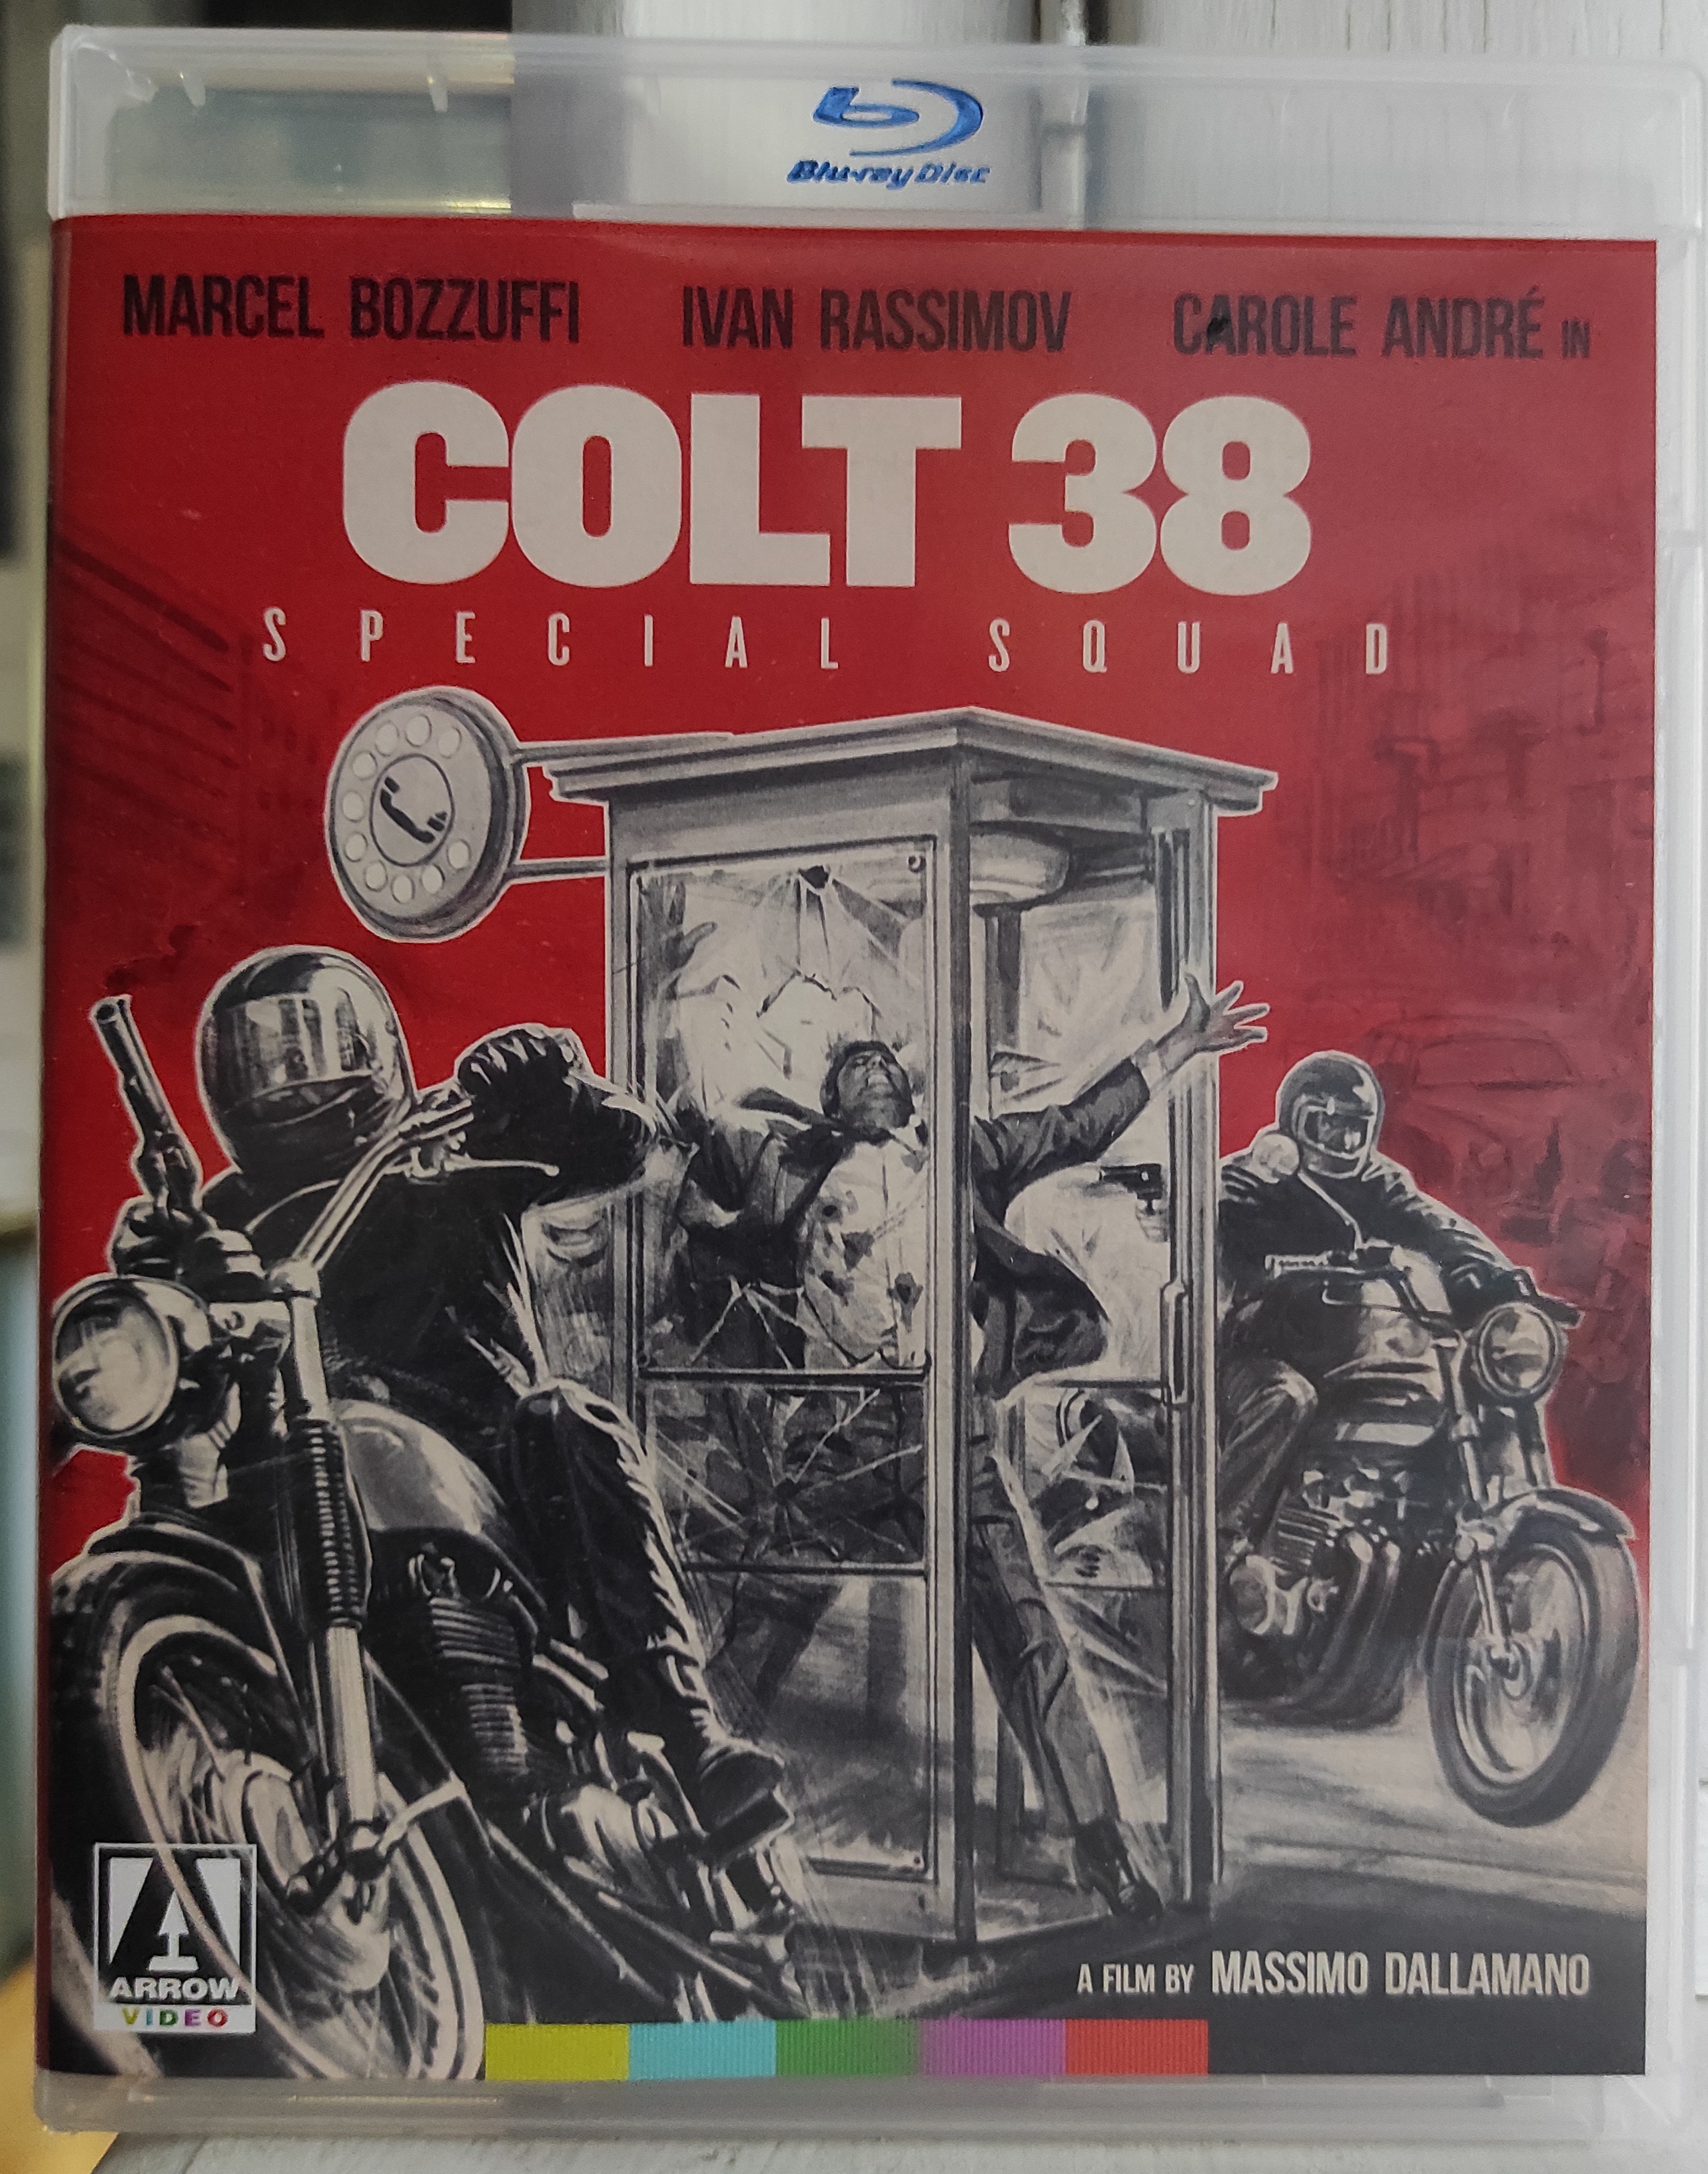 Blu-ray Disc
MARCEL BOZZUFFI IVAN RASSIMOV CAROLE ANDRÉ IN
COLT 38
SPECIAL SQUAD
A FILM BY MASSIMO DALLAMANO
ARROW
VIDEO